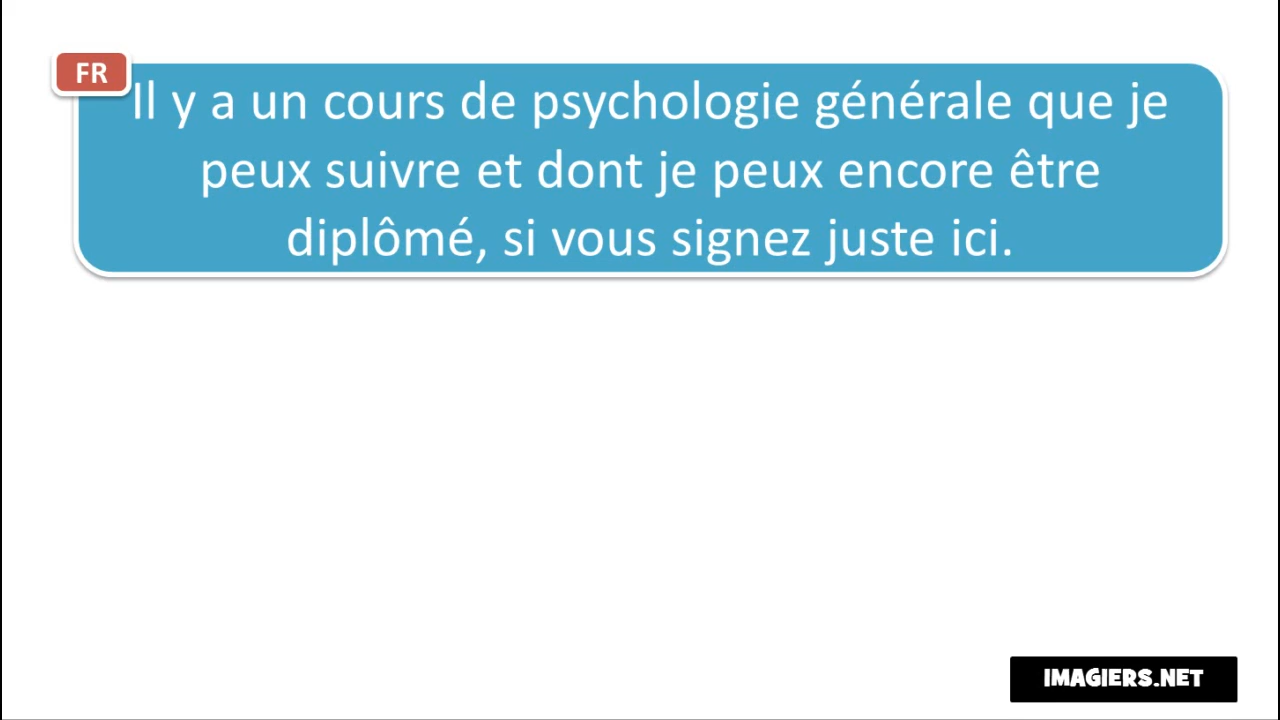 FR
Il y a un cours de psychologie générale que je
peux suivre et dont je peux encore être
diplômé, si vous signez juste ici.
IMAGIERS.NET